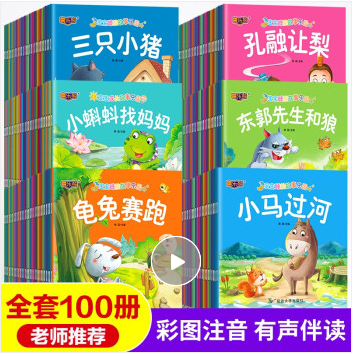 三只小猪
孔融让梨
小蝌蚪找妈妈
东郭先生和狼
龟兔赛跑
小马过河
全套100册
老师推荐
彩图注音 有声伴读